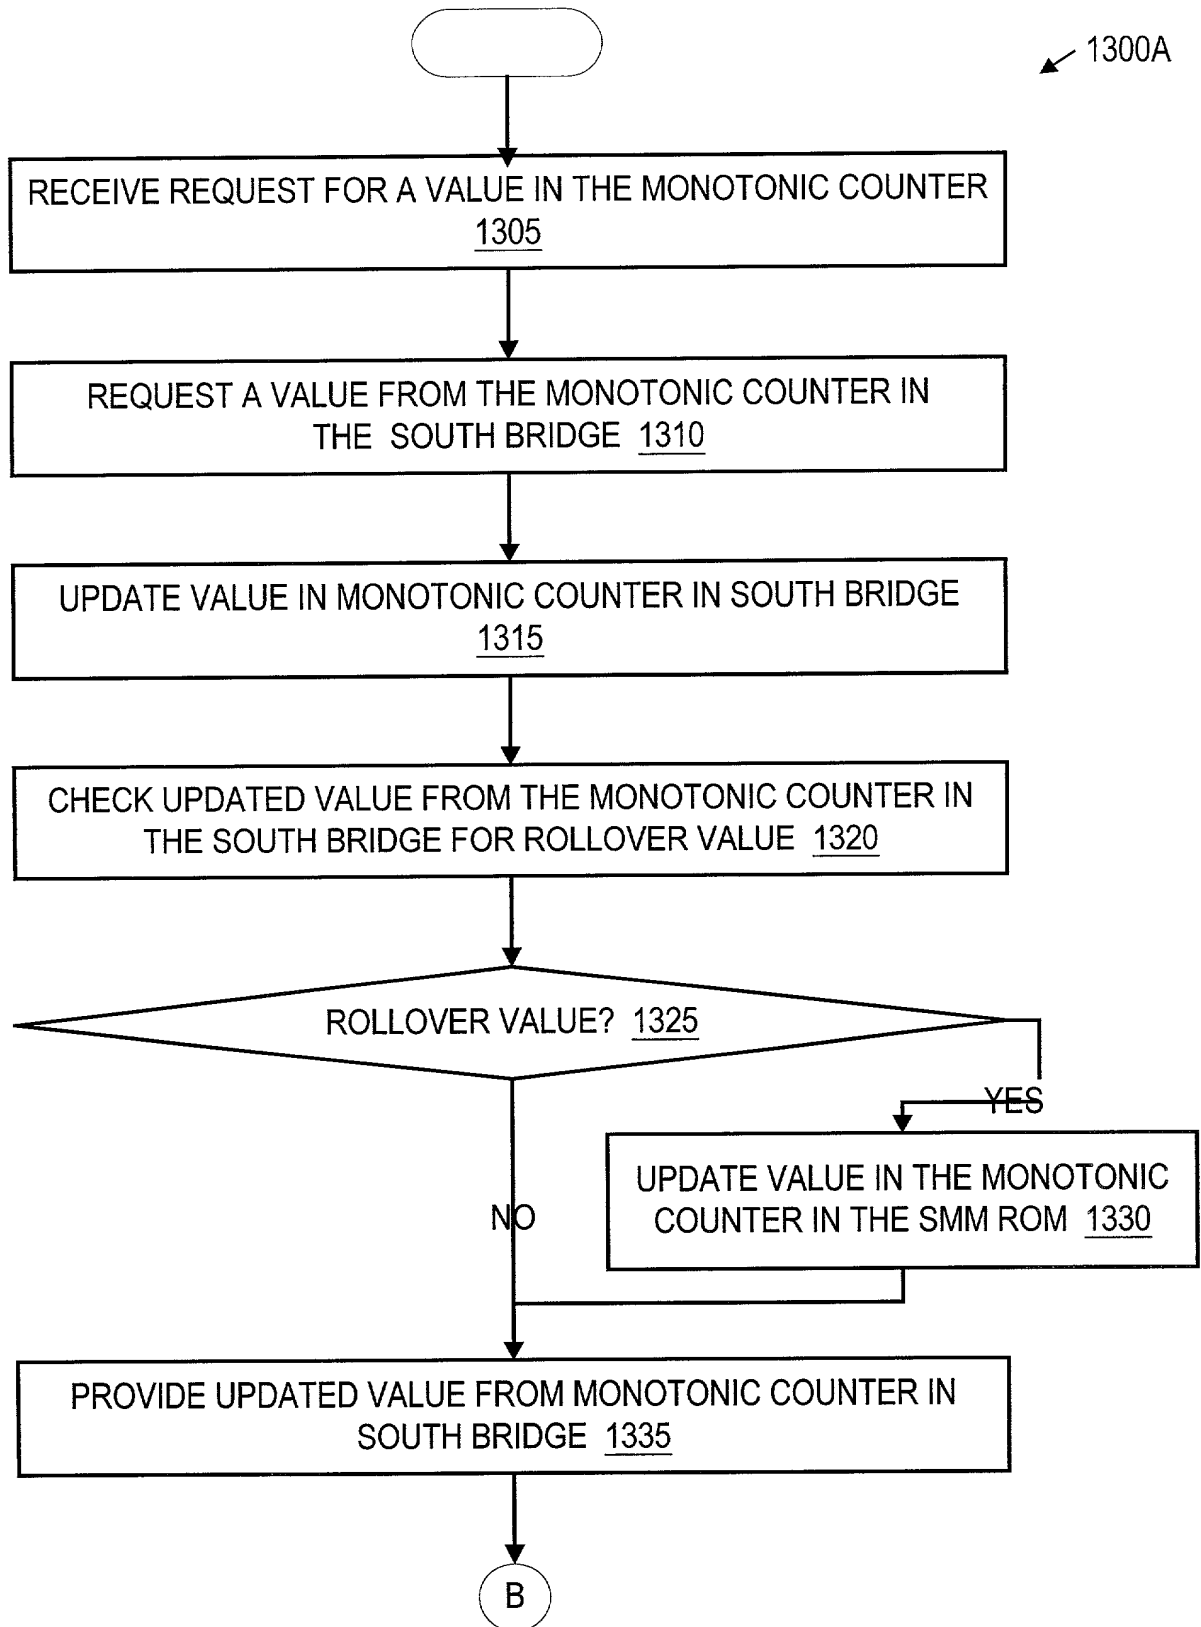 1300A
RECEIVE REQUEST FOR A VALUE IN THE MONOTONIC COUNTER
1305
REQUEST A VALUE FROM THE MONOTONIC COUNTER IN
THE SOUTH BRIDGE 1310
UPDATE VALUE IN MONOTONIC COUNTER IN SOUTH BRIDGE
1315
CHECK UPDATED VALUE FROM THE MONOTONIC COUNTER IN
THE SOUTH BRIDGE FOR ROLLOVER VALUE 1320
ROLLOVER VALUE? 1325
YES
UPDATE VALUE IN THE MONOTONIC
COUNTER IN THE SMM ROM 1330
NO
PROVIDE UPDATED VALUE FROM MONOTONIC COUNTER IN
SOUTH BRIDGE 1335
B